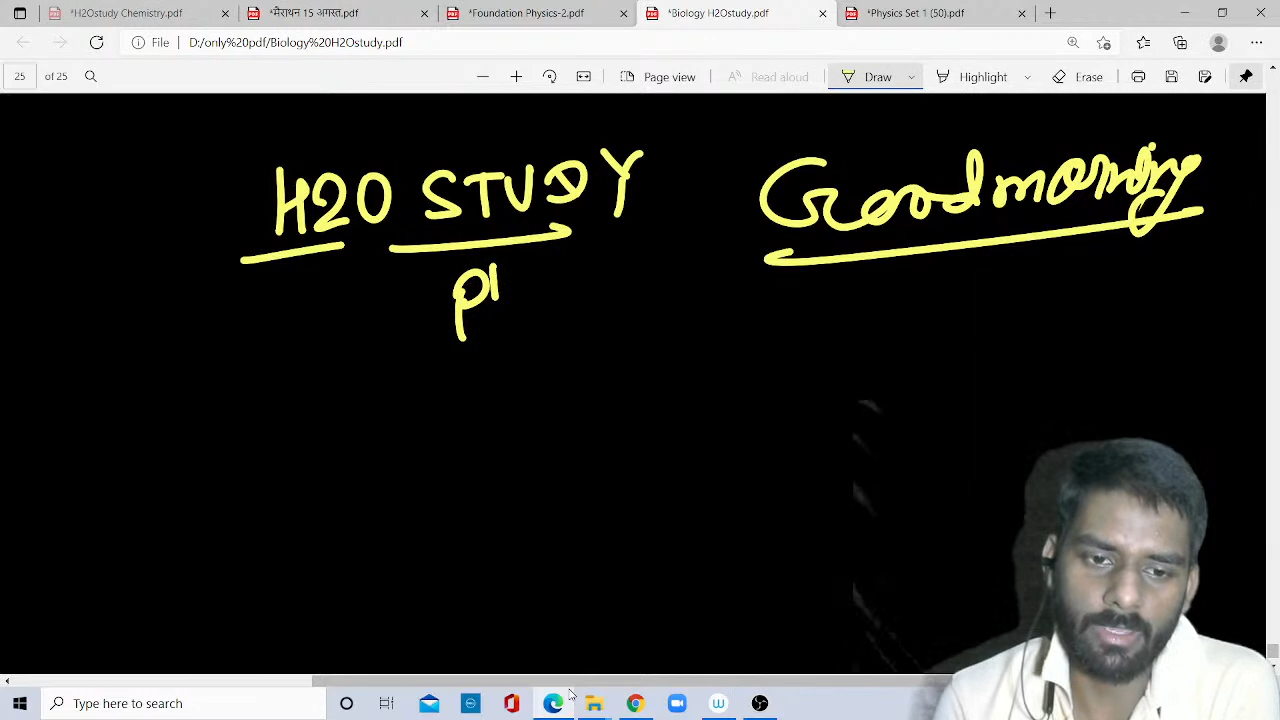 *H2Ostudy Chemistry.pdf
*मैराथन 15 अगस्त.pdf
*Foundation Physics-2.pdf
*Biology H2Ostudy.pdf
*Physics Set 1 (50).pdf
File
D:/only%20pdf/Biology%20H2Ostudy.pdf
25 of 25
Page view
Read aloud
Draw
Highlight
Erase
H2O STUDY Goodmorning
Type here to search